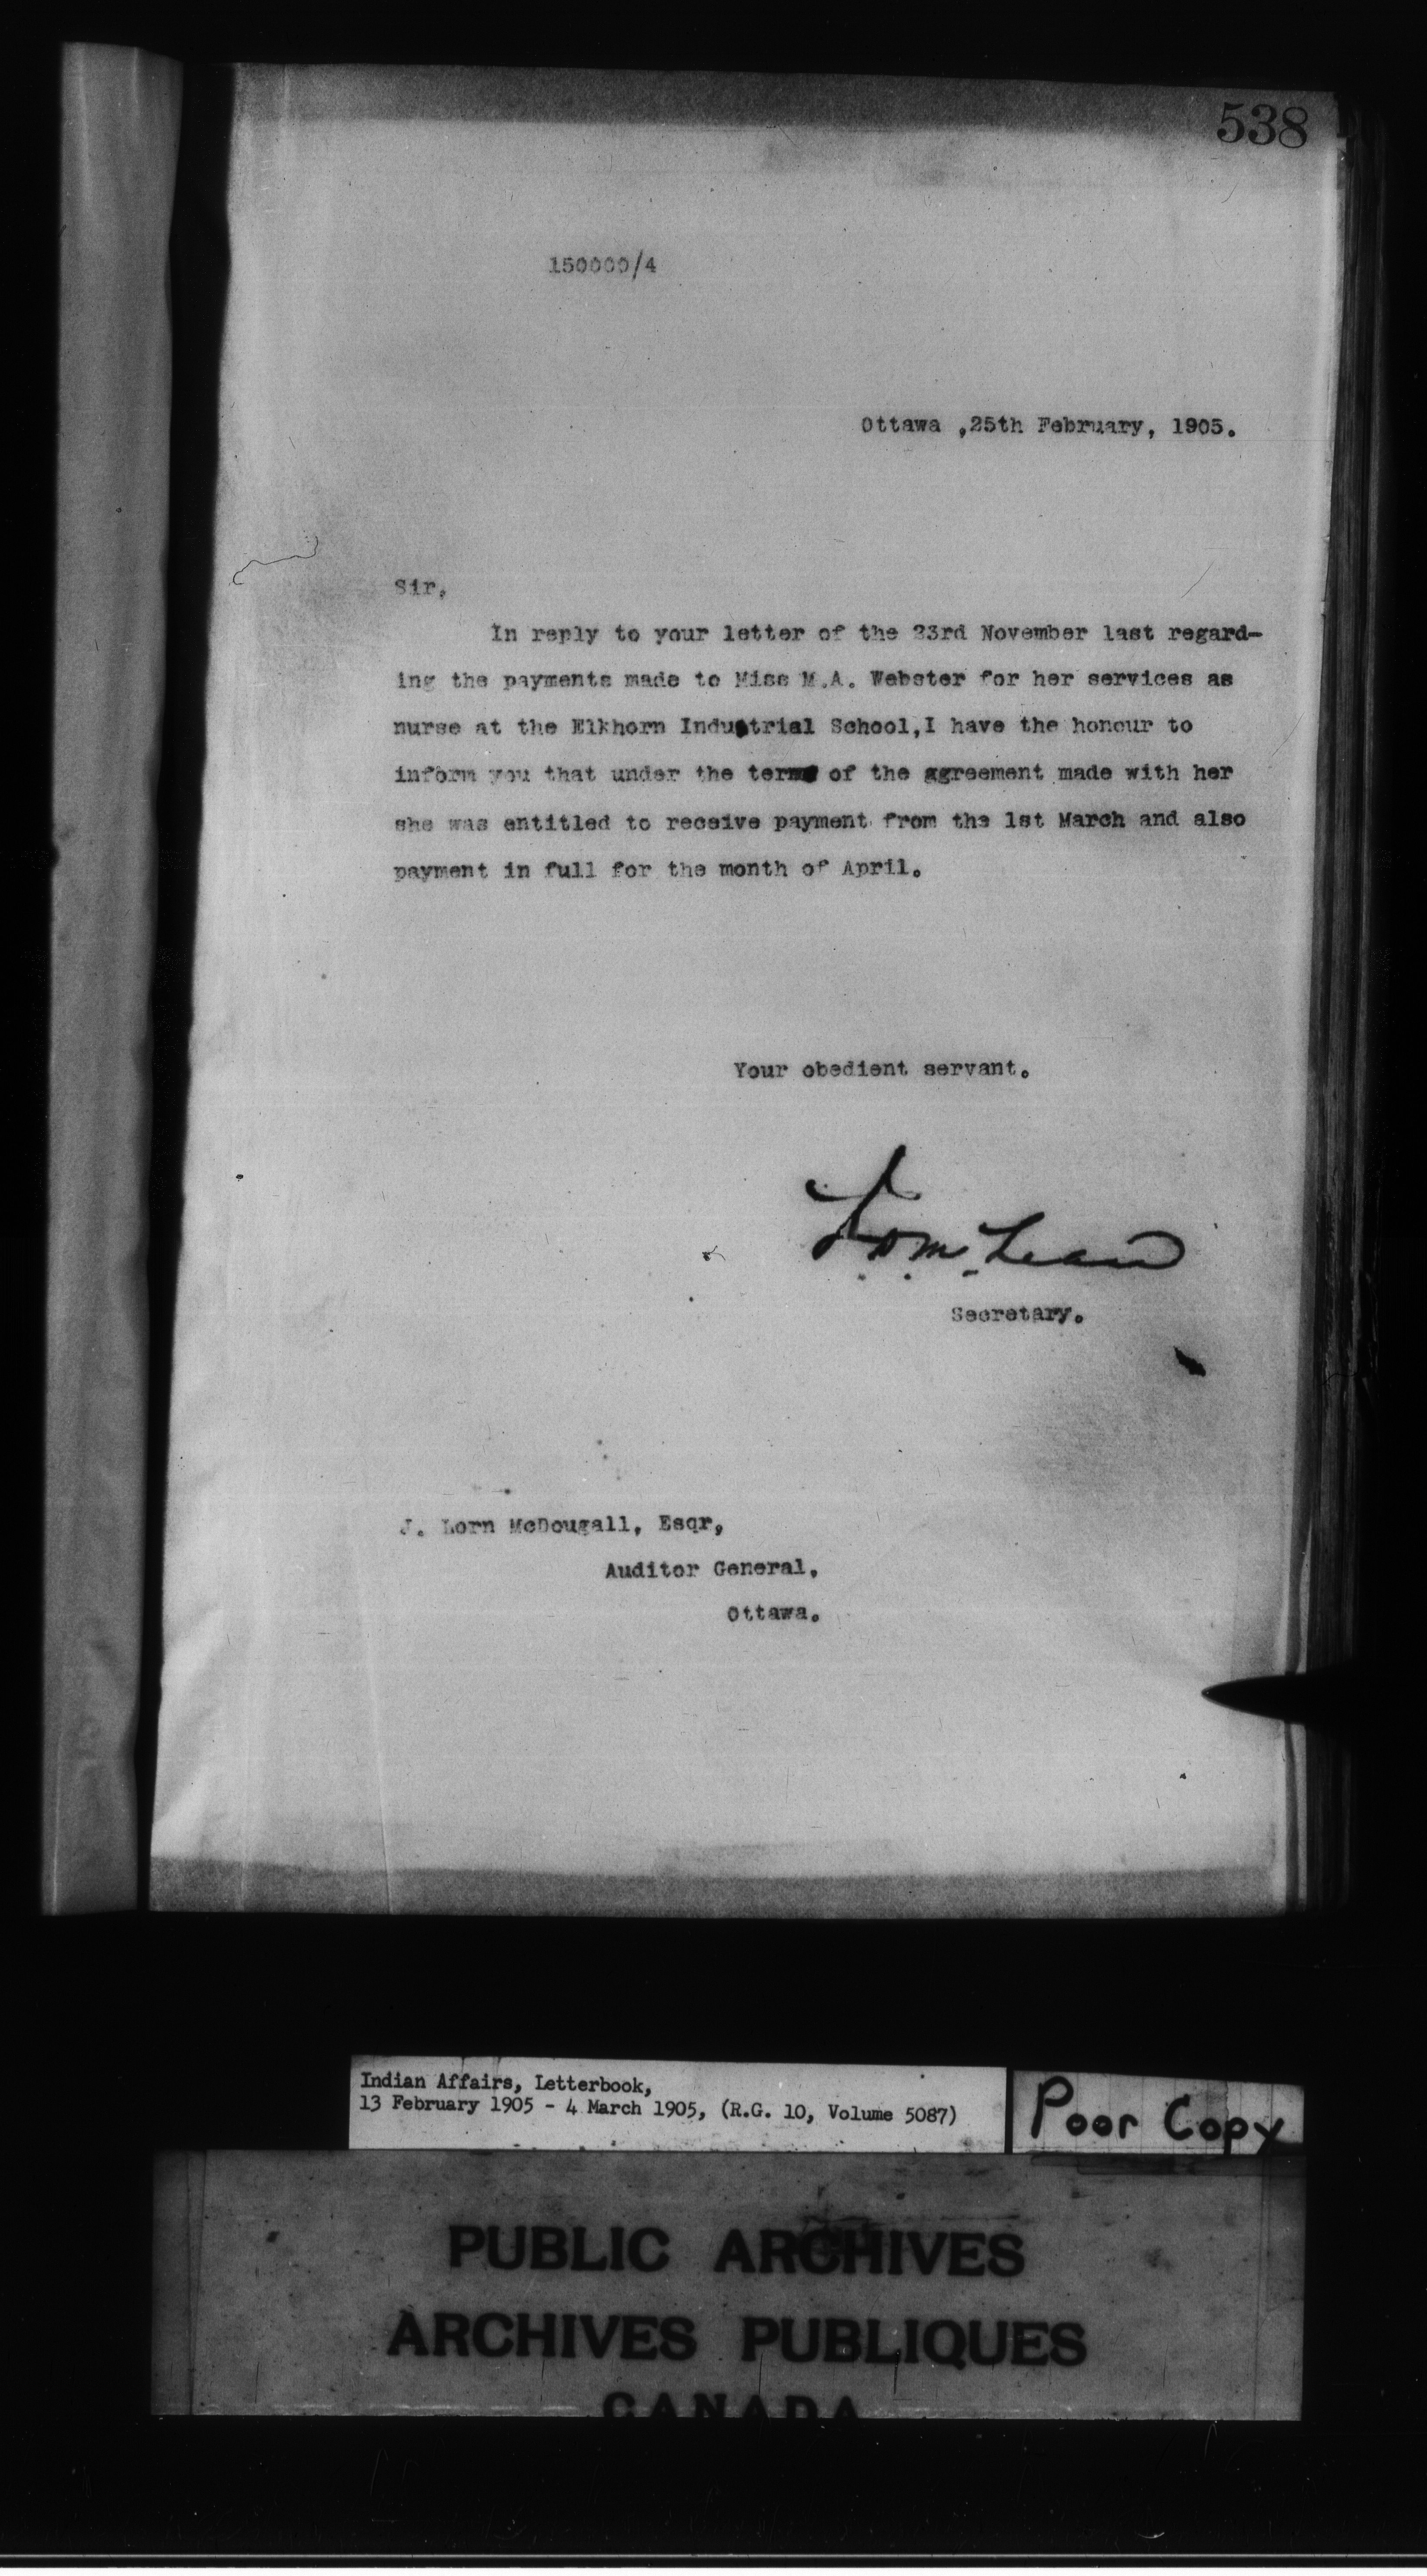 538
150000/4
Ottawa ,25th February, 1905.
Sir,
In reply to your letter of the 23rd November last regard-
ing the payments made to Miss M.A. Webster for her services as
nurse at the Elkhorn Industrial School,I have the honour to
inform you that under the terms of the agreement made with her
she was entitled to receive payment from the 1st March and also
payment in full for the month of April.
Your obedient servant.
J.D. McLean
Secretary.
J. Lorn McDougall, Esqr,
Auditor General,
Ottawa.
Indian Affairs, Letterbook,
13 February 1905 - 4 March 1905, (R.G. 10, Volume 5087)
Poor Copy
PUBLIC ARCHIVES
ARCHIVES PUBLIQUES
CANADA